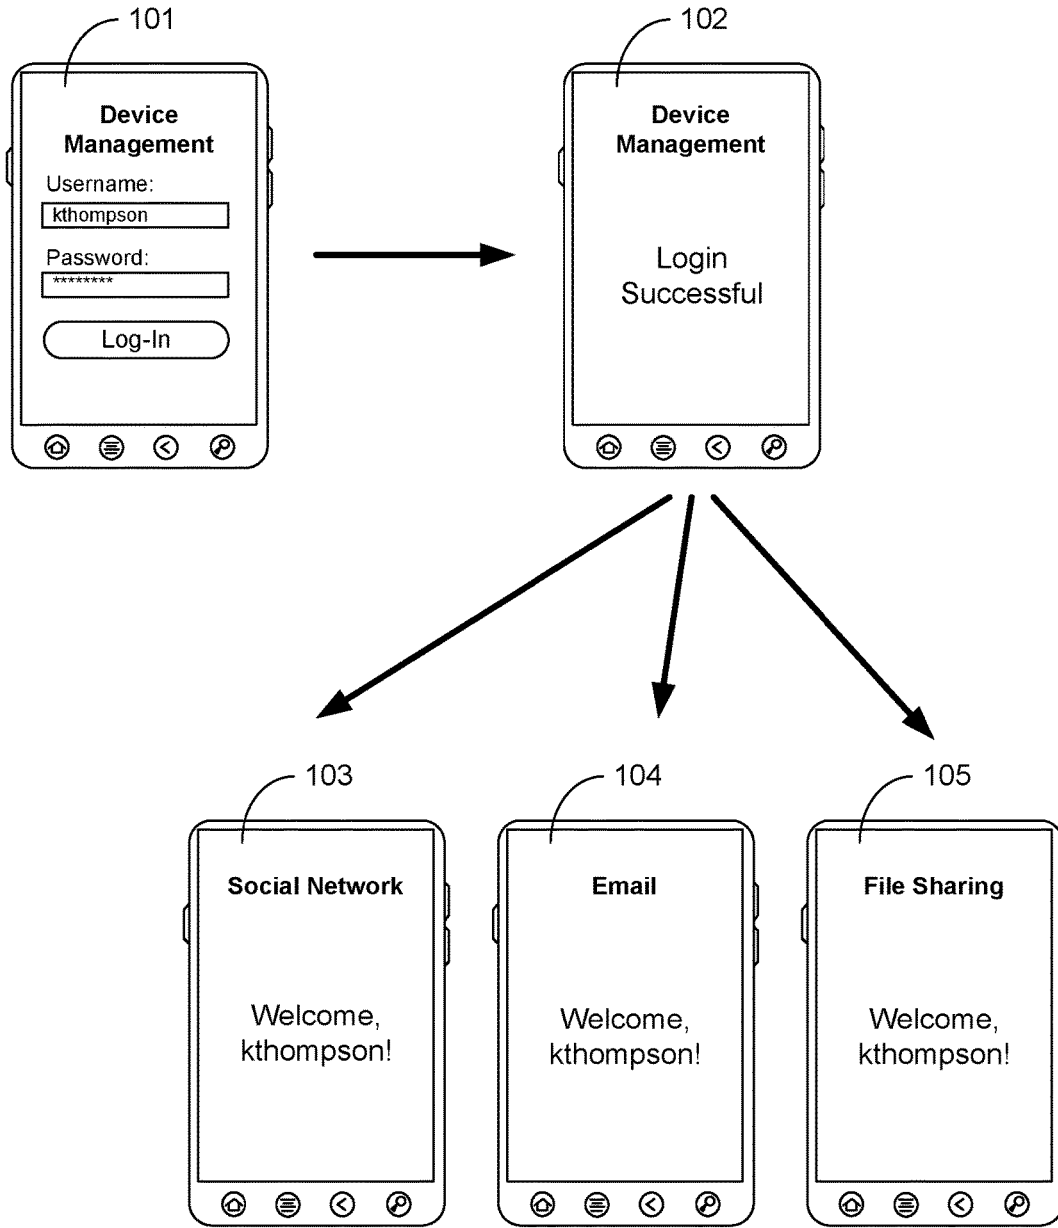 101
Device
Management
Username:
kthompson
Password:
********
Log-In
102
Device
Management
Login
Successful
103
Social Network
Welcome,
kthompson!
104
Email
Welcome,
kthompson!
105
File Sharing
Welcome,
kthompson!